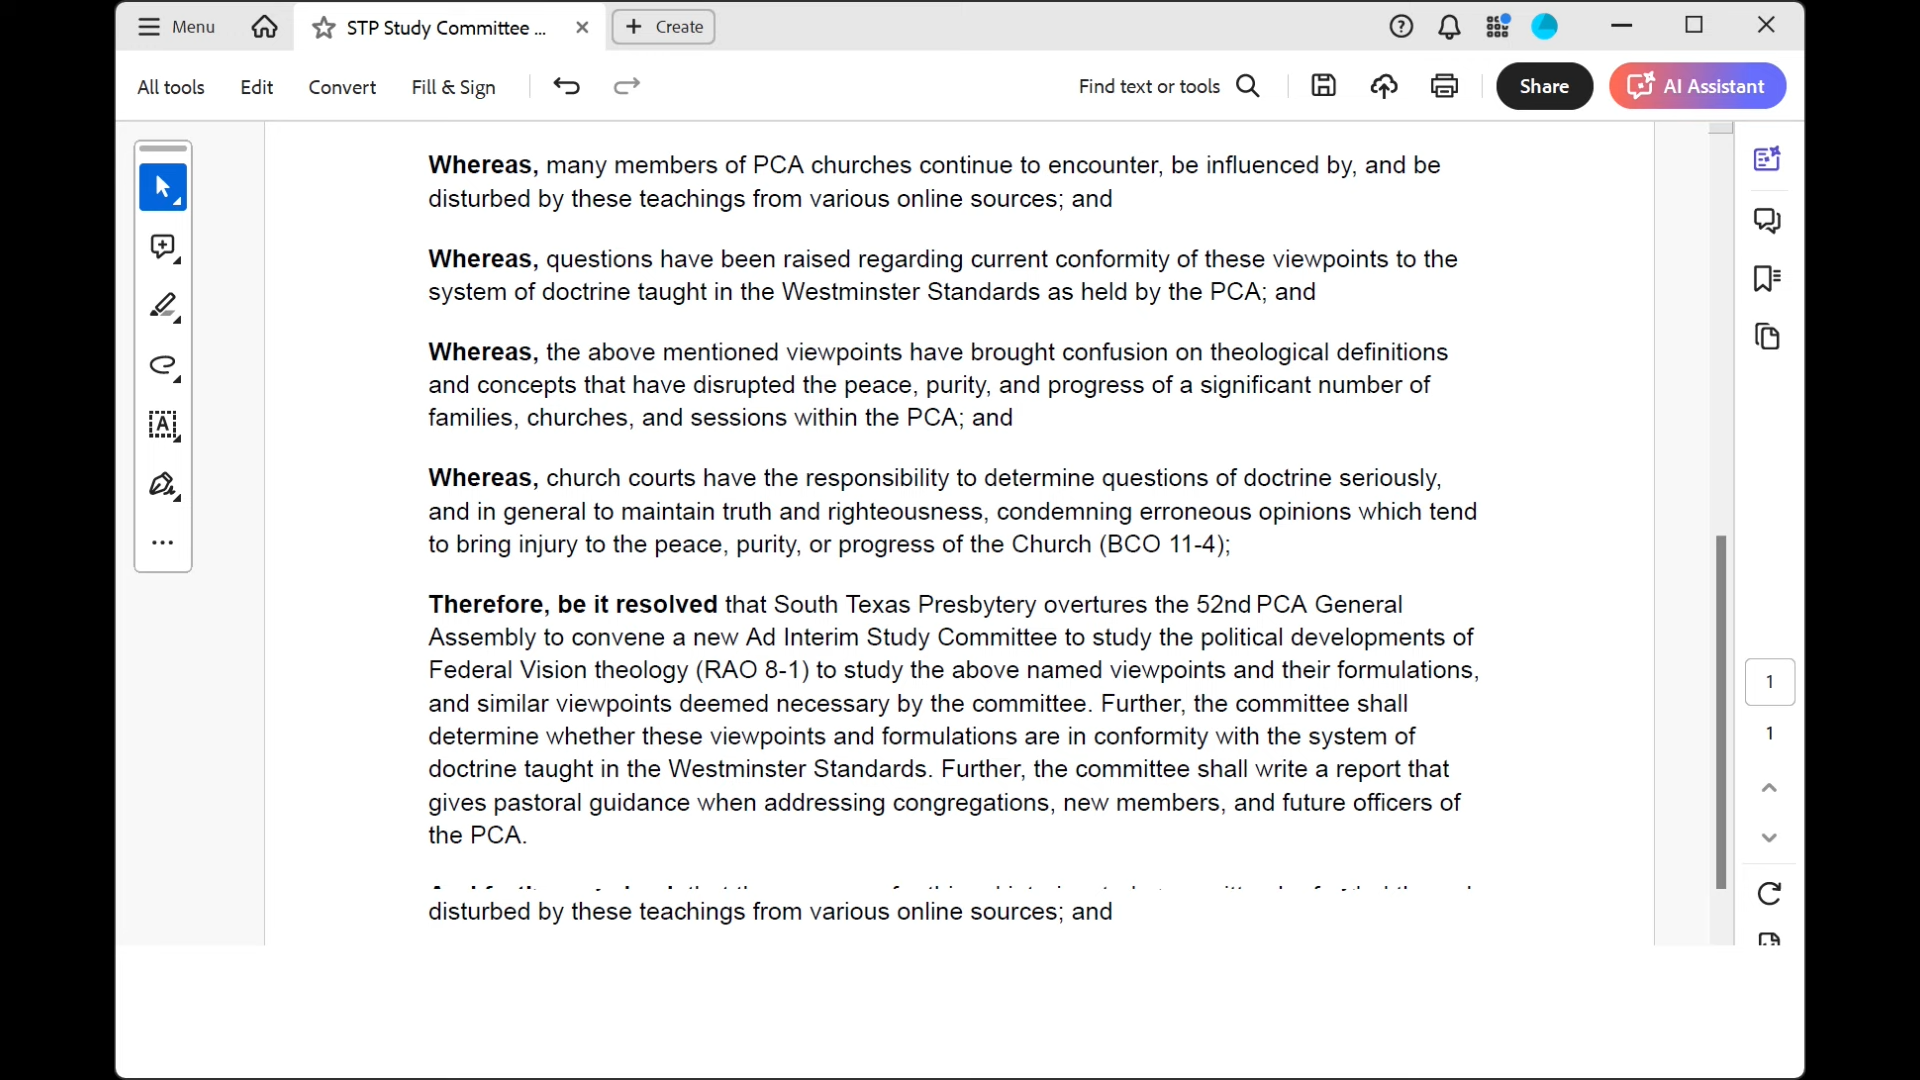 Menu
STP Study Committee ...
Create
All tools
Edit
Convert
Fill & Sign
Find text or tools
Share
AI Assistant
Whereas, many members of PCA churches continue to encounter, be influenced by, and be
disturbed by these teachings from various online sources; and
Whereas, questions have been raised regarding current conformity of these viewpoints to the
system of doctrine taught in the Westminster Standards as held by the PCA; and
Whereas, the above mentioned viewpoints have brought confusion on theological definitions
and concepts that have disrupted the peace, purity, and progress of a significant number of
families, churches, and sessions within the PCA; and
Whereas, church courts have the responsibility to determine questions of doctrine seriously,
and in general to maintain truth and righteousness, condemning erroneous opinions which tend
to bring injury to the peace, purity, or progress of the Church (BCO 11-4);
Therefore, be it resolved that South Texas Presbytery overtures the 52nd PCA General
Assembly to convene a new Ad Interim Study Committee to study the political developments of
Federal Vision theology (RAO 8-1) to study the above named viewpoints and their formulations,
and similar viewpoints deemed necessary by the committee. Further, the committee shall
determine whether these viewpoints and formulations are in conformity with the system of
doctrine taught in the Westminster Standards. Further, the committee shall write a report that
gives pastoral guidance when addressing congregations, new members, and future officers of
the PCA.
disturbed by these teachings from various online sources; and
1
1